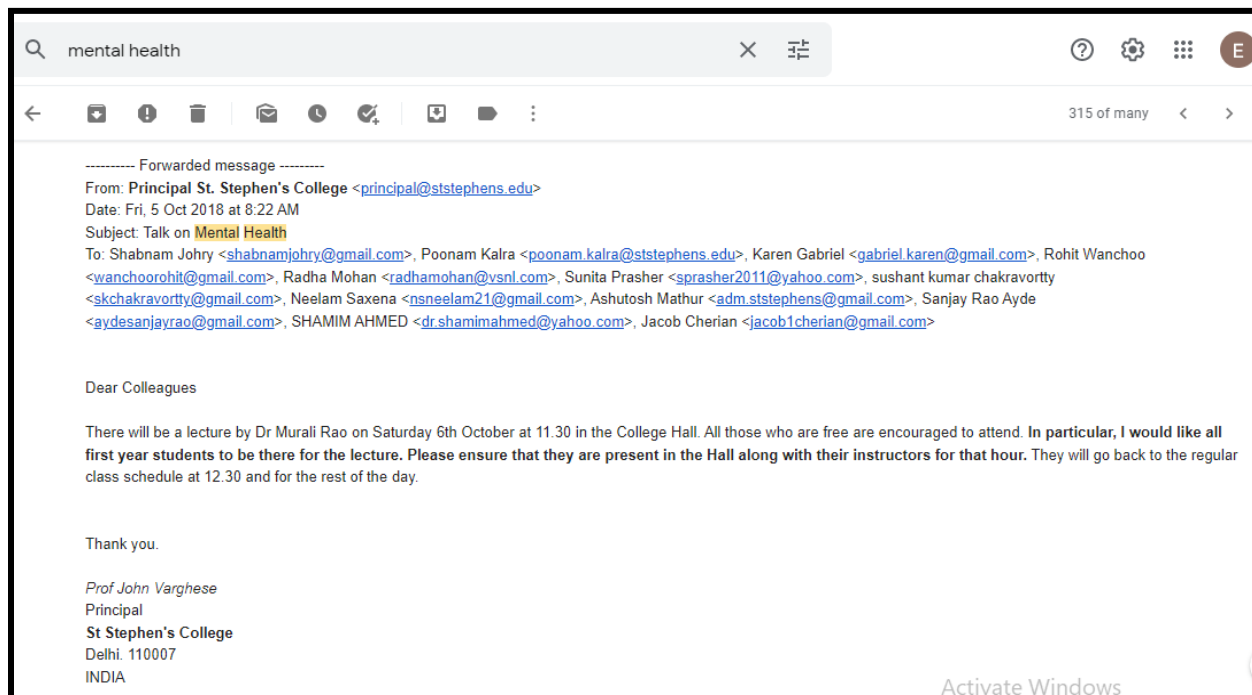 mental health
E
315 of many
---------- Forwarded message ---------
From: Principal St. Stephen's College <principal@ststephens.edu>
Date: Fri, 5 Oct 2018 at 8:22 AM
Subject: Talk on Mental Health
To: Shabnam Johry <shabnamjohry@gmail.com>, Poonam Kalra <poonam.kalra@ststephens.edu>, Karen Gabriel <gabriel.karen@gmail.com>, Rohit Wanchoo
<wanchoorohit@gmail.com>, Radha Mohan <radhamohan@vsnl.com>, Sunita Prasher <sprasher2011@yahoo.com>, sushant kumar chakravortty
<skchakravortty@gmail.com>, Neelam Saxena <nsneelam21@gmail.com>, Ashutosh Mathur <adm.ststephens@gmail.com>, Sanjay Rao Ayde
<aydesanjayrao@gmail.com>, SHAMIM AHMED <dr.shamimahmed@yahoo.com>, Jacob Cherian <jacob1cherian@gmail.com>
Dear Colleagues
There will be a lecture by Dr Murali Rao on Saturday 6th October at 11.30 in the College Hall. All those who are free are encouraged to attend. In particular, I would like all
first year students to be there for the lecture. Please ensure that they are present in the Hall along with their instructors for that hour. They will go back to the regular
class schedule at 12.30 and for the rest of the day.
Thank you.
Prof John Varghese
Principal
St Stephen's College
Delhi. 110007
INDIA
Activate Windows